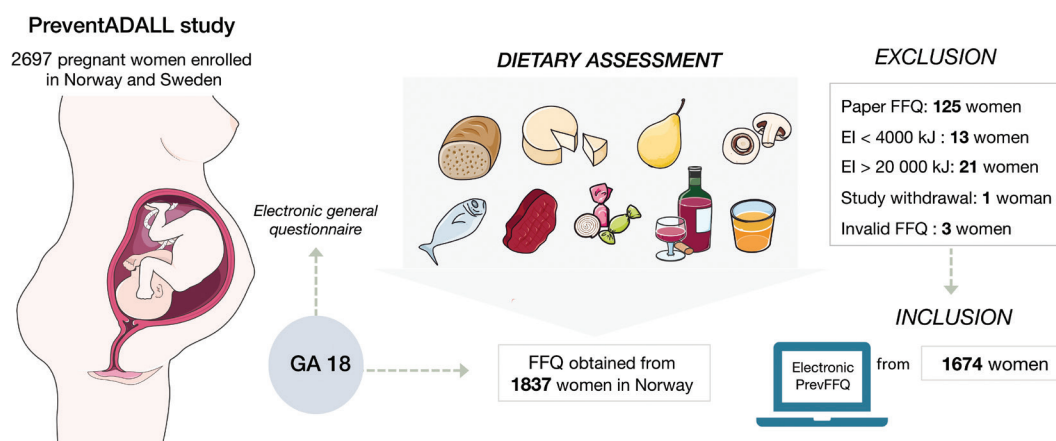 PreventADALL study
2697 pregnant women enrolled
in Norway and Sweden
Electronic general
questionnaire
GA 18
DIETARY ASSESSMENT
FFQ obtained from
1837 women in Norway
EXCLUSION
Paper FFQ: 125 women
EI < 4000 kJ : 13 women
EI > 20 000 kJ: 21 women
Study withdrawal: 1 woman
Invalid FFQ : 3 women
INCLUSION
Electronic
PrevFFQ
from
1674 women